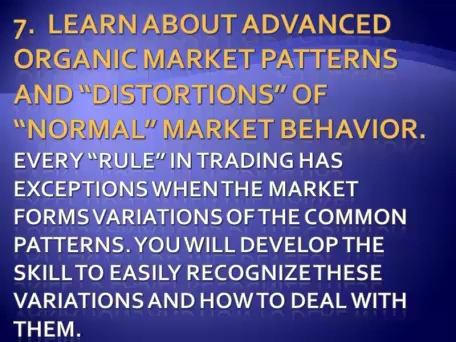 7. LEARN ABOUT ADVANCED
ORGANIC MARKET PATTERNS
AND “DISTORTIONS” OF
“NORMAL” MARKET BEHAVIOR.
EVERY “RULE” IN TRADING HAS
EXCEPTIONS WHEN THE MARKET
FORMS VARIATIONS OF THE COMMON
PATTERNS. YOU WILL DEVELOP THE
SKILL TO EASILY RECOGNIZE THESE
VARIATIONS AND HOW TO DEAL WITH
THEM.